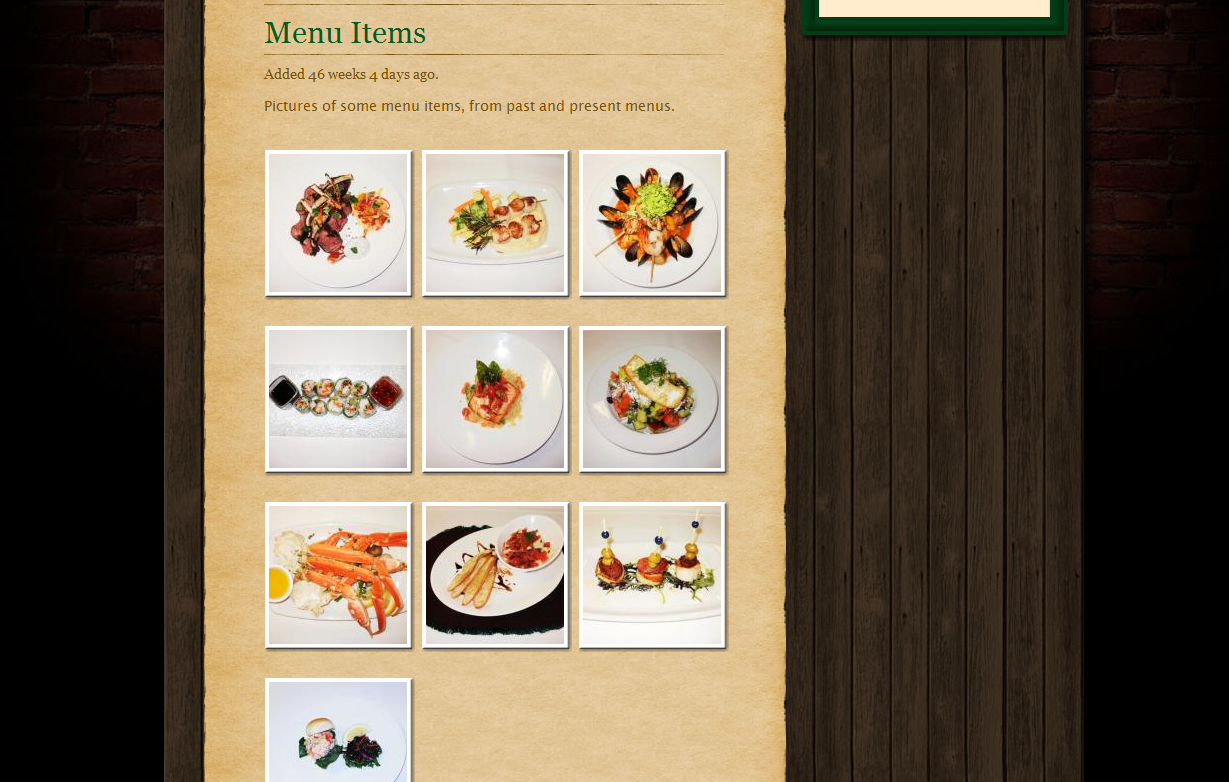 Menu Items
Added 46 weeks 4 days ago.
Pictures of some menu items, from past and present menus.